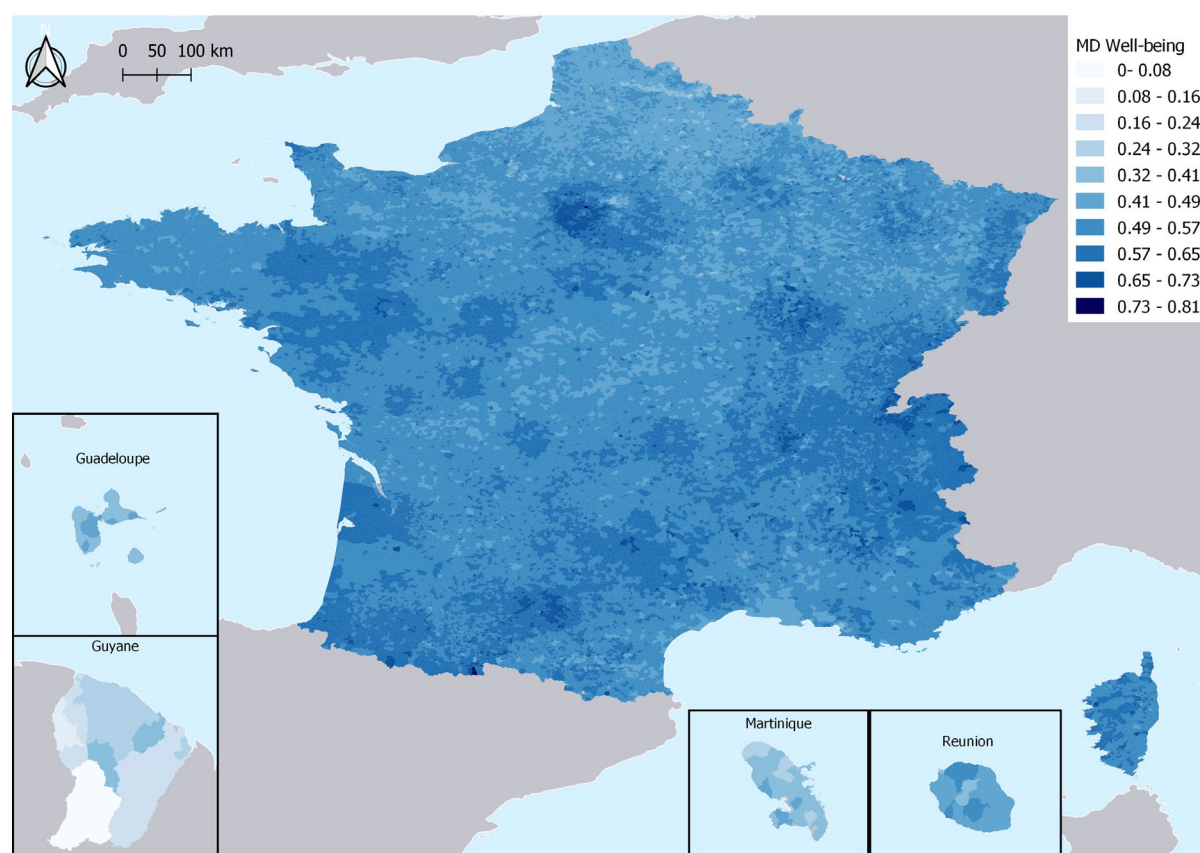 N
0 50 100 km
MD Well-being
0- 0.08
0.08 - 0.16
0.16 - 0.24
0.24 - 0.32
0.32 - 0.41
0.41 - 0.49
0.49 - 0.57
0.57 - 0.65
0.65 - 0.73
0.73 - 0.81
Guadeloupe
Guyane
Martinique
Reunion